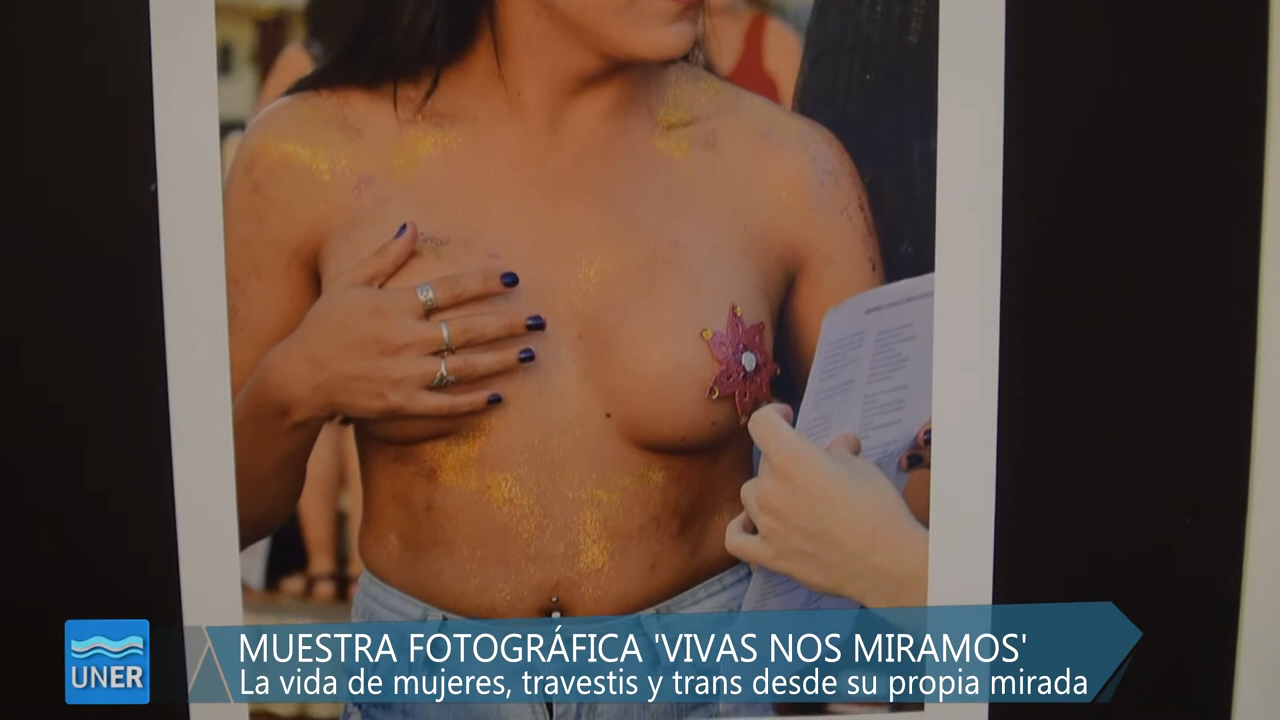 MUESTRA FOTOGRÁFICA 'VIVAS NOS MIRAMOS'
UNER
La vida de mujeres, travestis y trans desde su propia mirada